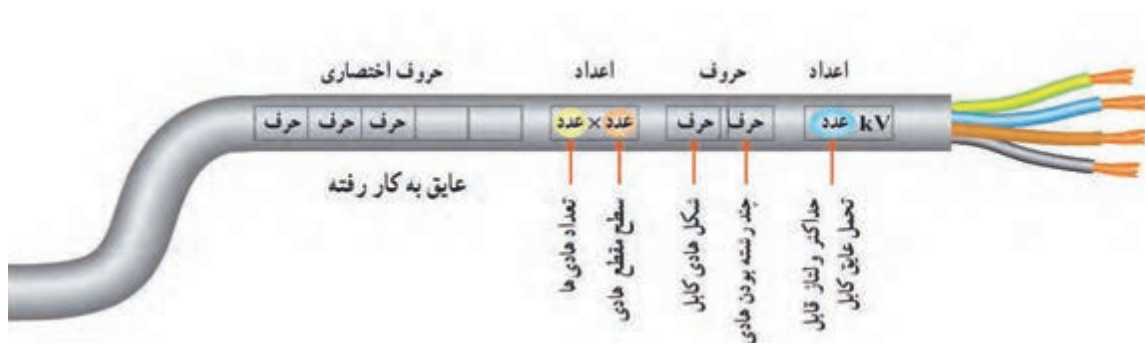 حروف اختصاری
اعداد
حروف
اعداد
حرف
حرف
حرف
عدد × عدد
حرف
حرف
عدد kV
عایق به کار رفته
تعداد هادی‌ها
سطح مقطع هادی
شکل هادی کابل
چند رشته بودن هادی
حداکثر ولتاژ قابل
تحمل عایق کابل